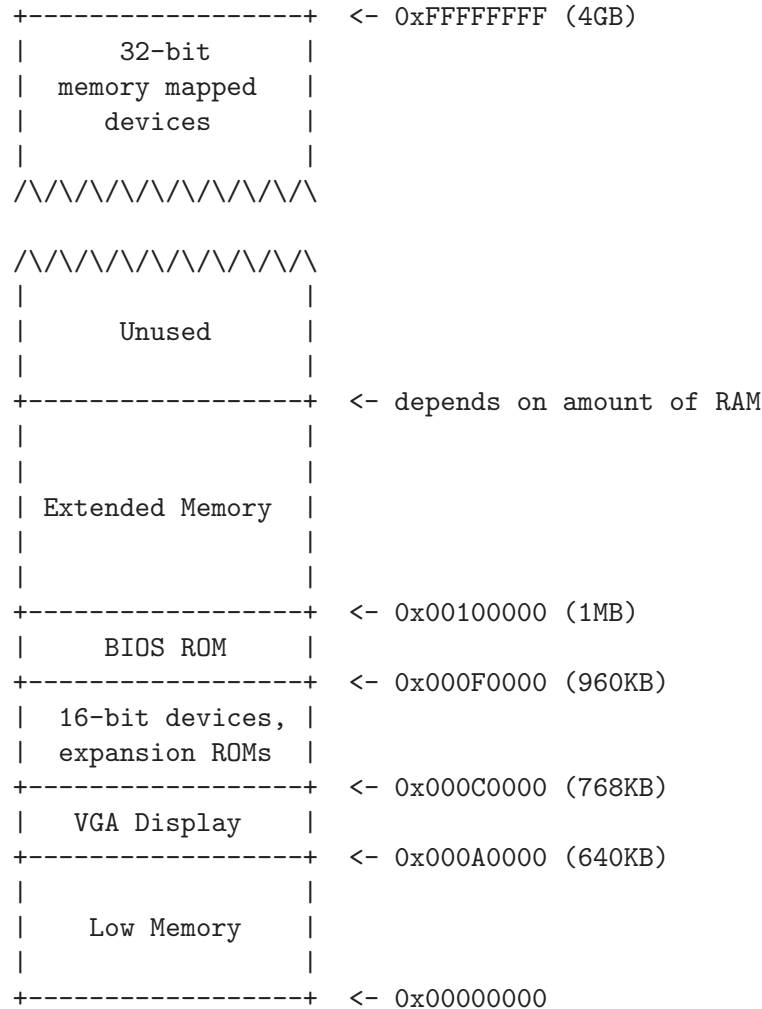 +------------------+  <- 0xFFFFFFFF (4GB)
|      32-bit      |
|  memory mapped   |
|     devices      |
|                  |
/\/\/\/\/\/\/\/\/\/\

/\/\/\/\/\/\/\/\/\/\
|                  |
|      Unused      |
|                  |
+------------------+  <- depends on amount of RAM
|                  |
|                  |
| Extended Memory  |
|                  |
|                  |
+------------------+  <- 0x00100000 (1MB)
|     BIOS ROM     |
+------------------+  <- 0x000F0000 (960KB)
|  16-bit devices, |
|  expansion ROMs  |
+------------------+  <- 0x000C0000 (768KB)
|   VGA Display    |
+------------------+  <- 0x000A0000 (640KB)
|                  |
|    Low Memory    |
|                  |
+------------------+  <- 0x00000000